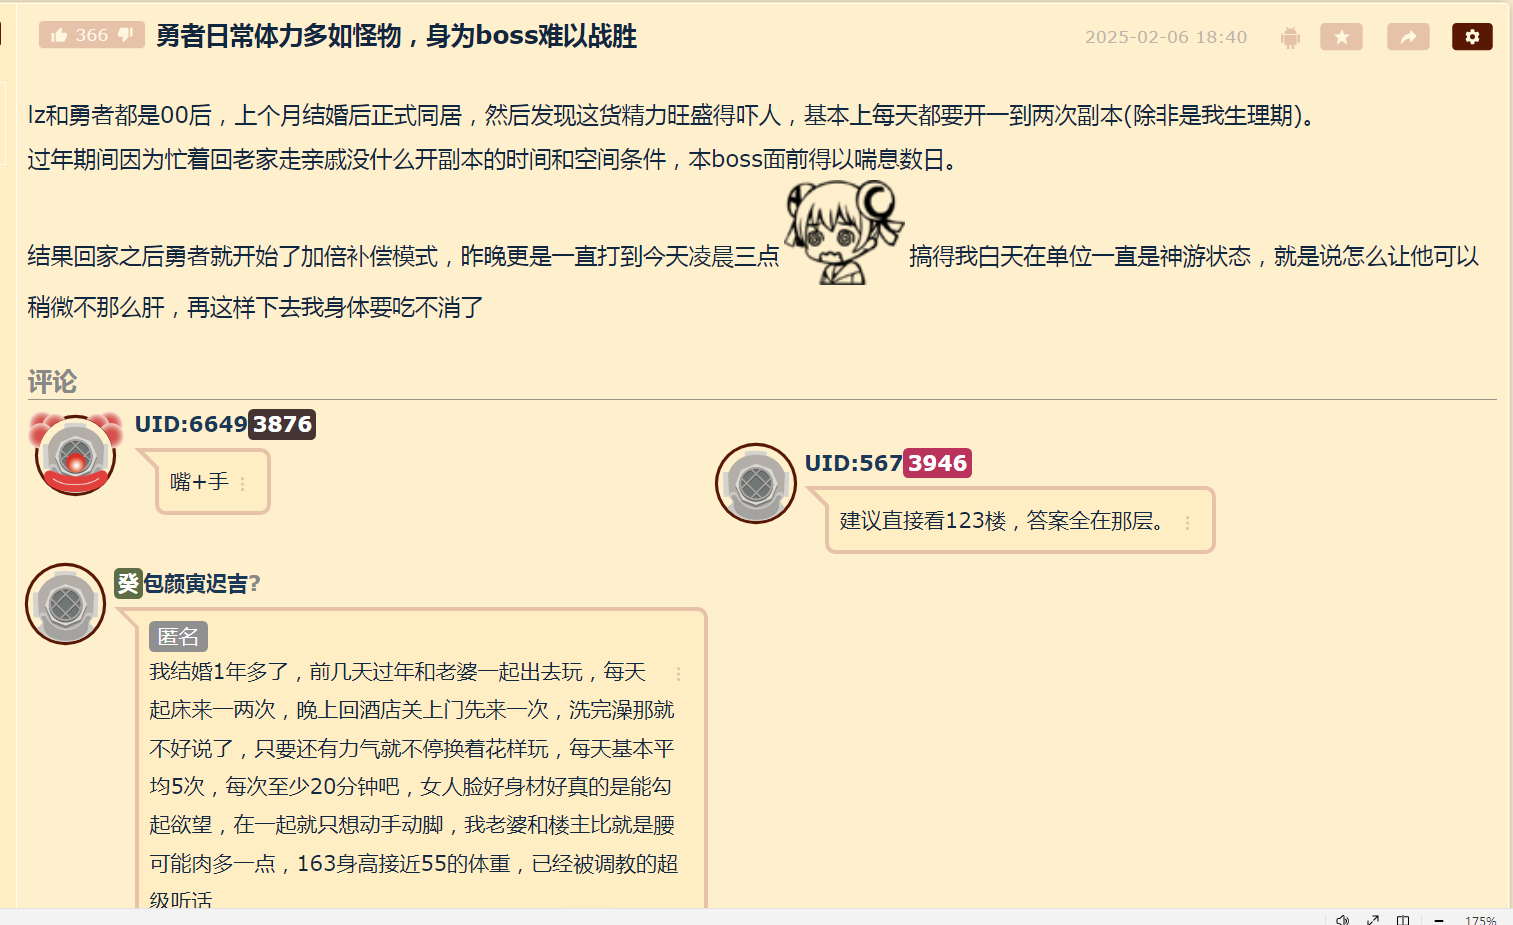 366 勇者日常体力多如怪物，身为boss难以战胜 2025-02-06 18:40
lz和勇者都是00后，上个月结婚后正式同居，然后发现这货精力旺盛得吓人，基本上每天都要开一到两次副本(除非是我生理期)。
过年期间因为忙着回老家走亲戚没什么开副本的时间和空间条件，本boss面前得以喘息数日。
结果回家之后勇者就开始了加倍补偿模式，昨晚更是一直打到今天凌晨三点 搞得我白天在单位一直是神游状态，就是说怎么让他可以
稍微不那么肝，再这样下去我身体要吃不消了
评论
UID:66493876
嘴+手
UID:5673946
建议直接看123楼，答案全在那层。
癸包颜寅迟吉?
匿名
我结婚1年多了，前几天过年和老婆一起出去玩，每天
起床来一两次，晚上回酒店关上门先来一次，洗完澡那就
不好说了，只要还有力气就不停换着花样玩，每天基本平
均5次，每次至少20分钟吧，女人脸好身材好真的是能勾
起欲望，在一起就只想动手动脚，我老婆和楼主比就是腰
可能肉多一点，163身高接近55的体重，已经被调教的超
级听话
175%